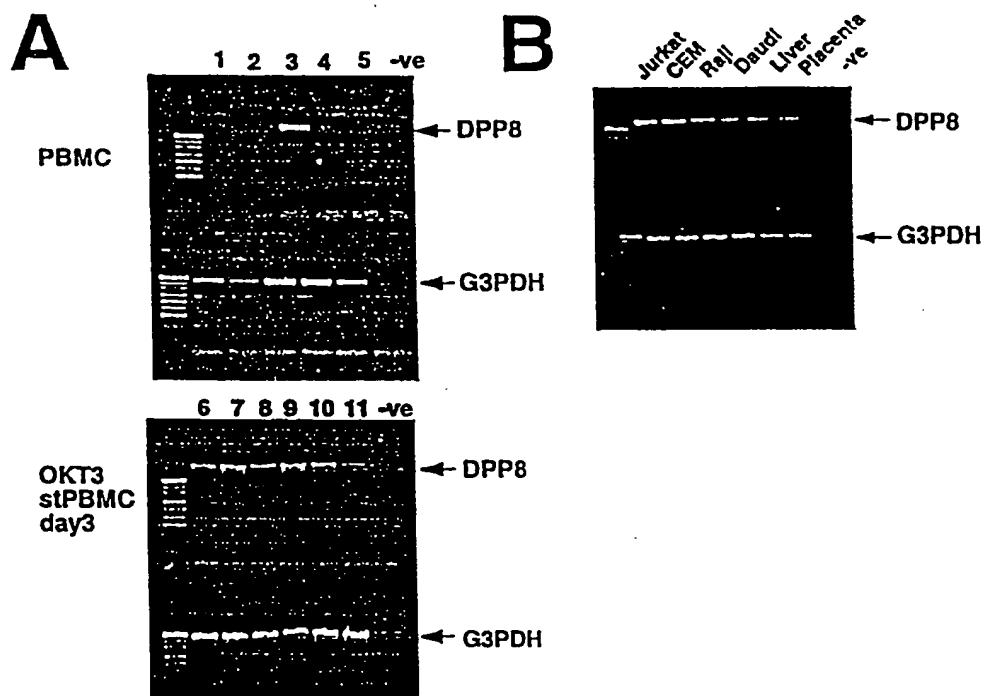 A
1 2 3 4 5 -ve
PBMC
DPP8
G3PDH
6 7 8 9 10 11 -ve
OKT3
stPBMC
day3
DPP8
G3PDH
B
Jurkat
CEM
Raji
Daudi
Liver
Placenta
-ve
DPP8
G3PDH